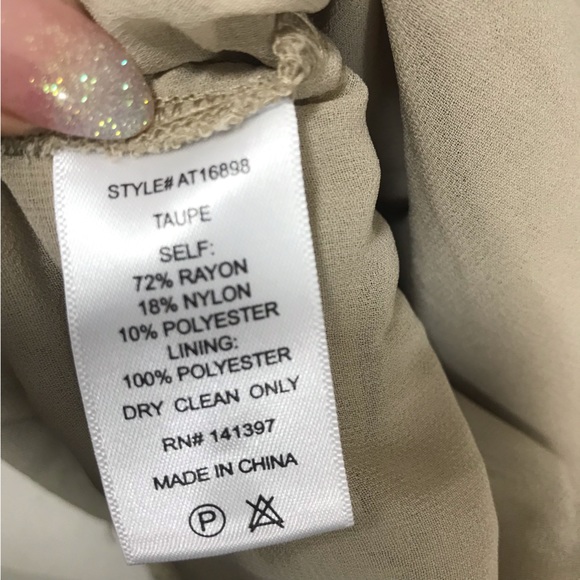 STYLE# AT16898
TAUPE
SELF:
72% RAYON
18% NYLON
10% POLYESTER
LINING:
100% POLYESTER
DRY CLEAN ONLY
RN# 141397
MADE IN CHINA
P